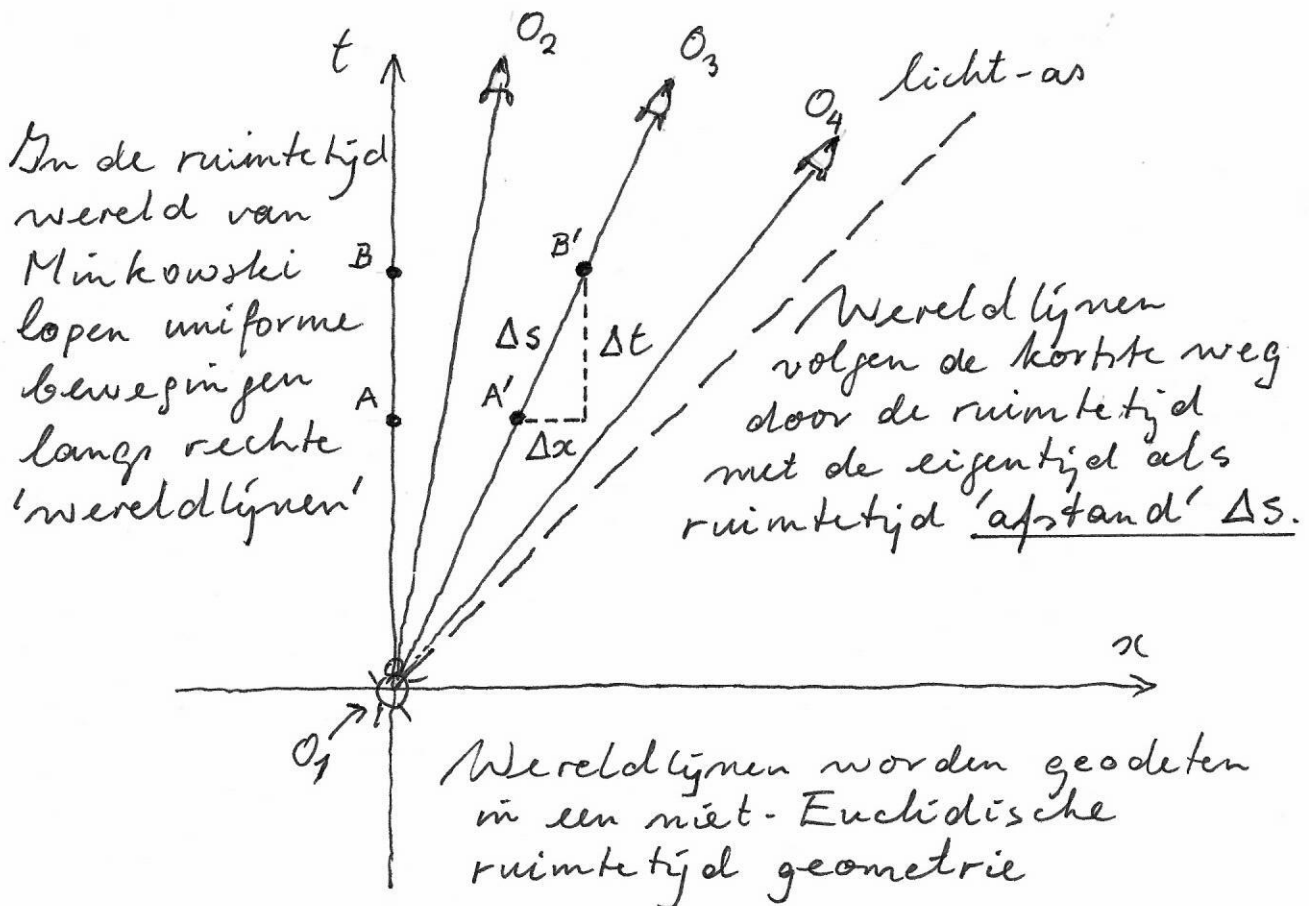 t
O₂
O₃
O₄
licht-as
In de ruimtetijd
wereld van
Minkowski
lopen uniforme
bewegingen
langs rechte
'wereldlijnen'
B
A
B'
Δs
Δt
A'
Δx
Wereldlijnen
volgen de kortste weg
door de ruimtetijd
met de eigentijd als
ruimtetijd 'afstand' Δs.
x
O₁
Wereldlijnen worden geodeten
in een niet-Euclidische
ruimtetijd geometrie